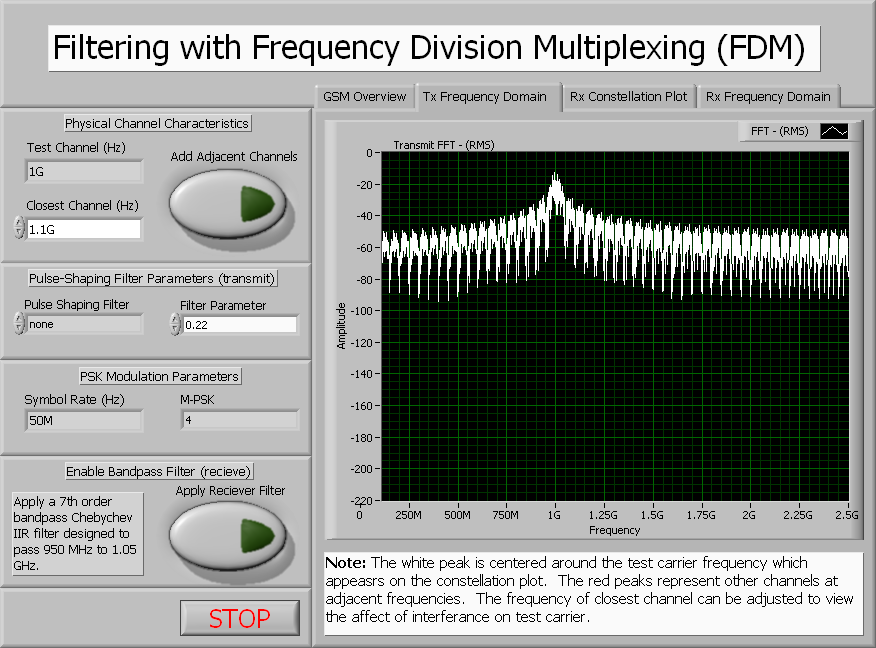 Filtering with Frequency Division Multiplexing (FDM)
GSM Overview
Tx Frequency Domain
Rx Constellation Plot
Rx Frequency Domain
Physical Channel Characteristics
Test Channel (Hz)
1G
Add Adjacent Channels
Closest Channel (Hz)
1.1G
Pulse-Shaping Filter Parameters (transmit)
Pulse Shaping Filter
none
Filter Parameter
0.22
PSK Modulation Parameters
Symbol Rate (Hz)
50M
M-PSK
4
Enable Bandpass Filter (recieve)
Apply Reciever Filter
Apply a 7th order
bandpass Chebychev
IIR filter designed to
pass 950 MHz to 1.05
GHz.
STOP
FFT - (RMS)
Transmit FFT - (RMS)
Amplitude
0
-20
-40
-60
-80
-100
-120
-140
-160
-180
-200
-220
0
250M
500M
750M
1G
1.25G
1.5G
1.75G
2G
2.25G
2.5G
Frequency
Note: The white peak is centered around the test carrier frequency which
appeasrs on the constellation plot. The red peaks represent other channels at
adjacent frequencies. The frequency of closest channel can be adjusted to view
the affect of interferance on test carrier.